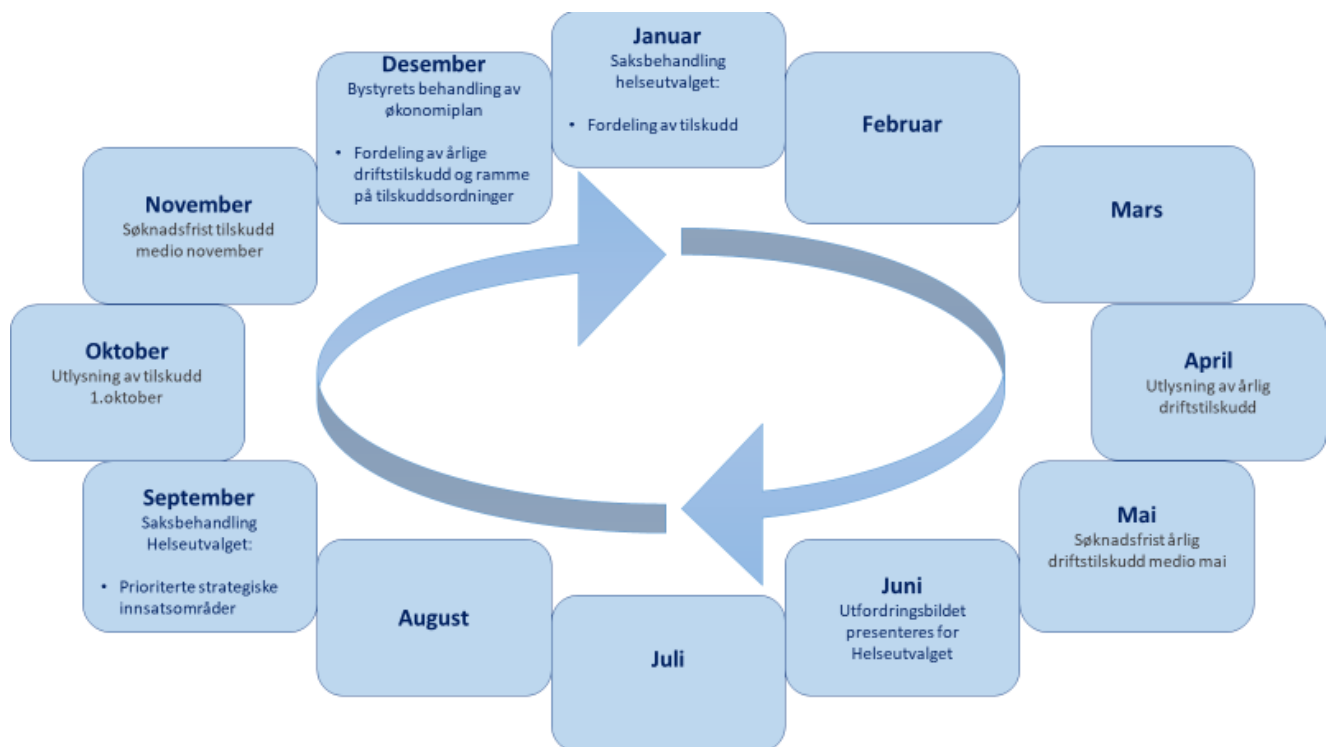 Januar
Saksbehandling
helseutvalget:
• Fordeling av tilskudd
Februar
Mars
April
Utlysning av årlig
driftstilskudd
Mai
Søknadsfrist årlig
driftstilskudd medio mai
Juni
Utfordringsbildet
presenteres for
Helseutvalget
Juli
August
September
Saksbehandling
Helseutvalget:
• Prioriterte strategiske
innsatsområder
Oktober
Utlysning av tilskudd
1.oktober
November
Søknadsfrist tilskudd
medio november
Desember
Bystyrets behandling av
økonomiplan
• Fordeling av årlige
driftstilskudd og ramme
på tilskuddsordninger